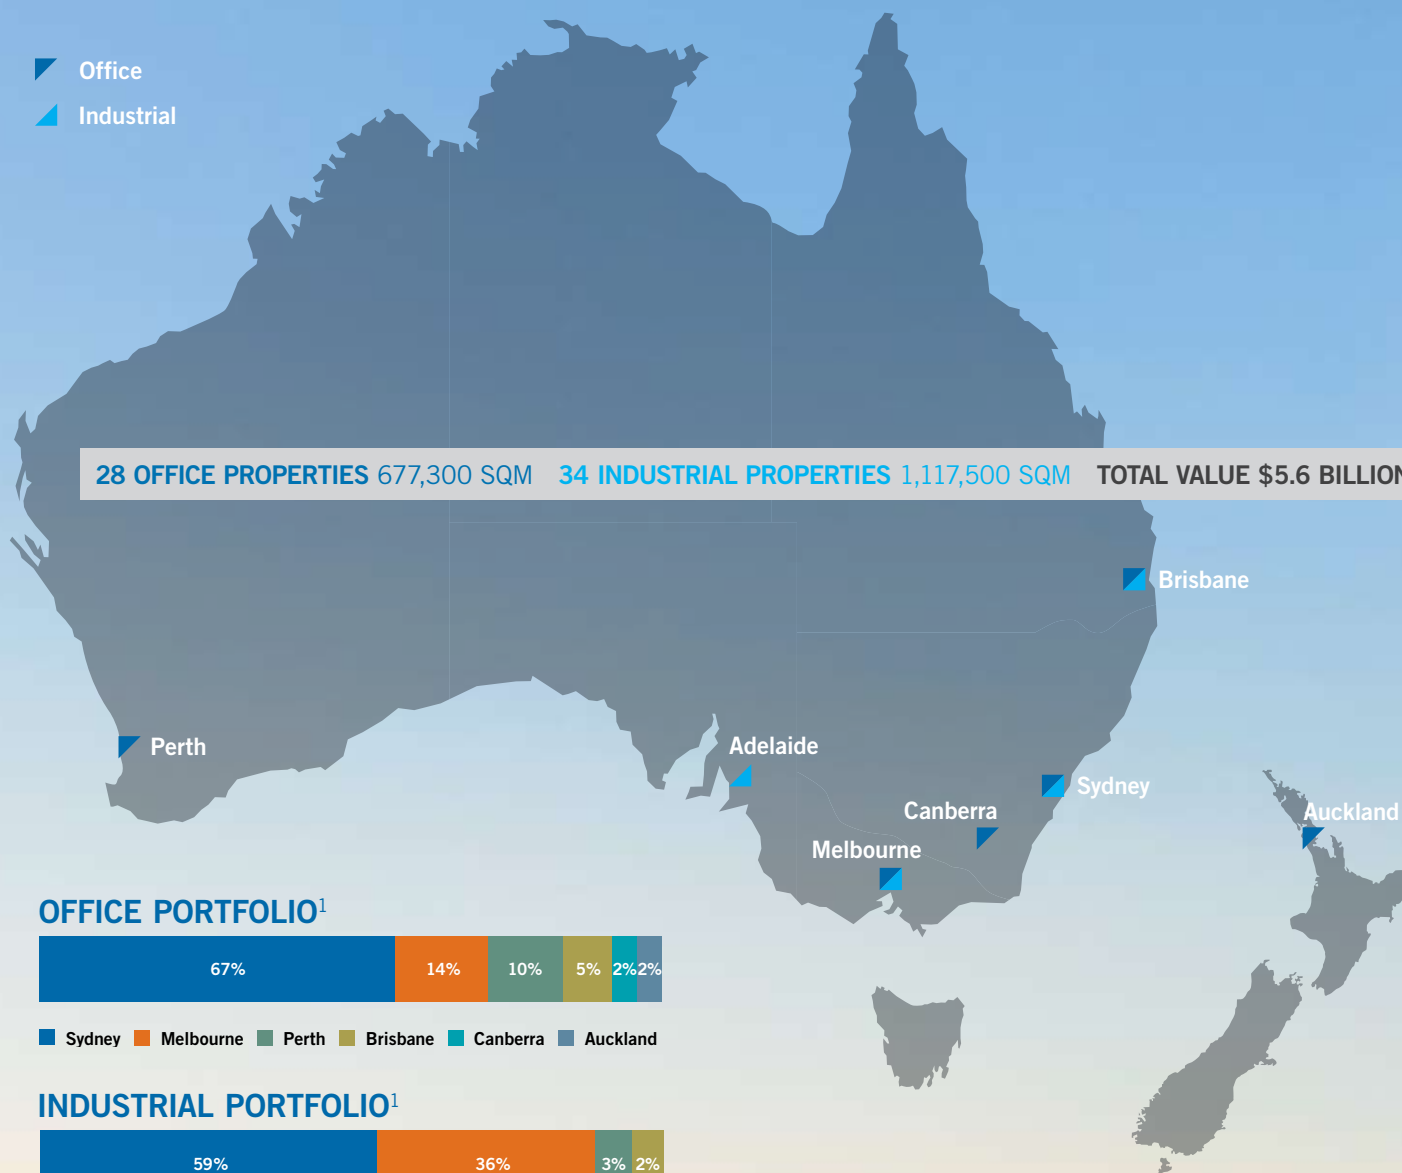 Office
Industrial
28 OFFICE PROPERTIES 677,300 SQM 34 INDUSTRIAL PROPERTIES 1,117,500 SQM TOTAL VALUE $5.6 BILLION
Brisbane
Perth
Adelaide
Sydney
Canberra
Auckland
Melbourne
OFFICE PORTFOLIO1
67% 14% 10% 5% 2% 2%
Sydney Melbourne Perth Brisbane Canberra Auckland
INDUSTRIAL PORTFOLIO1
59% 36% 3% 2%